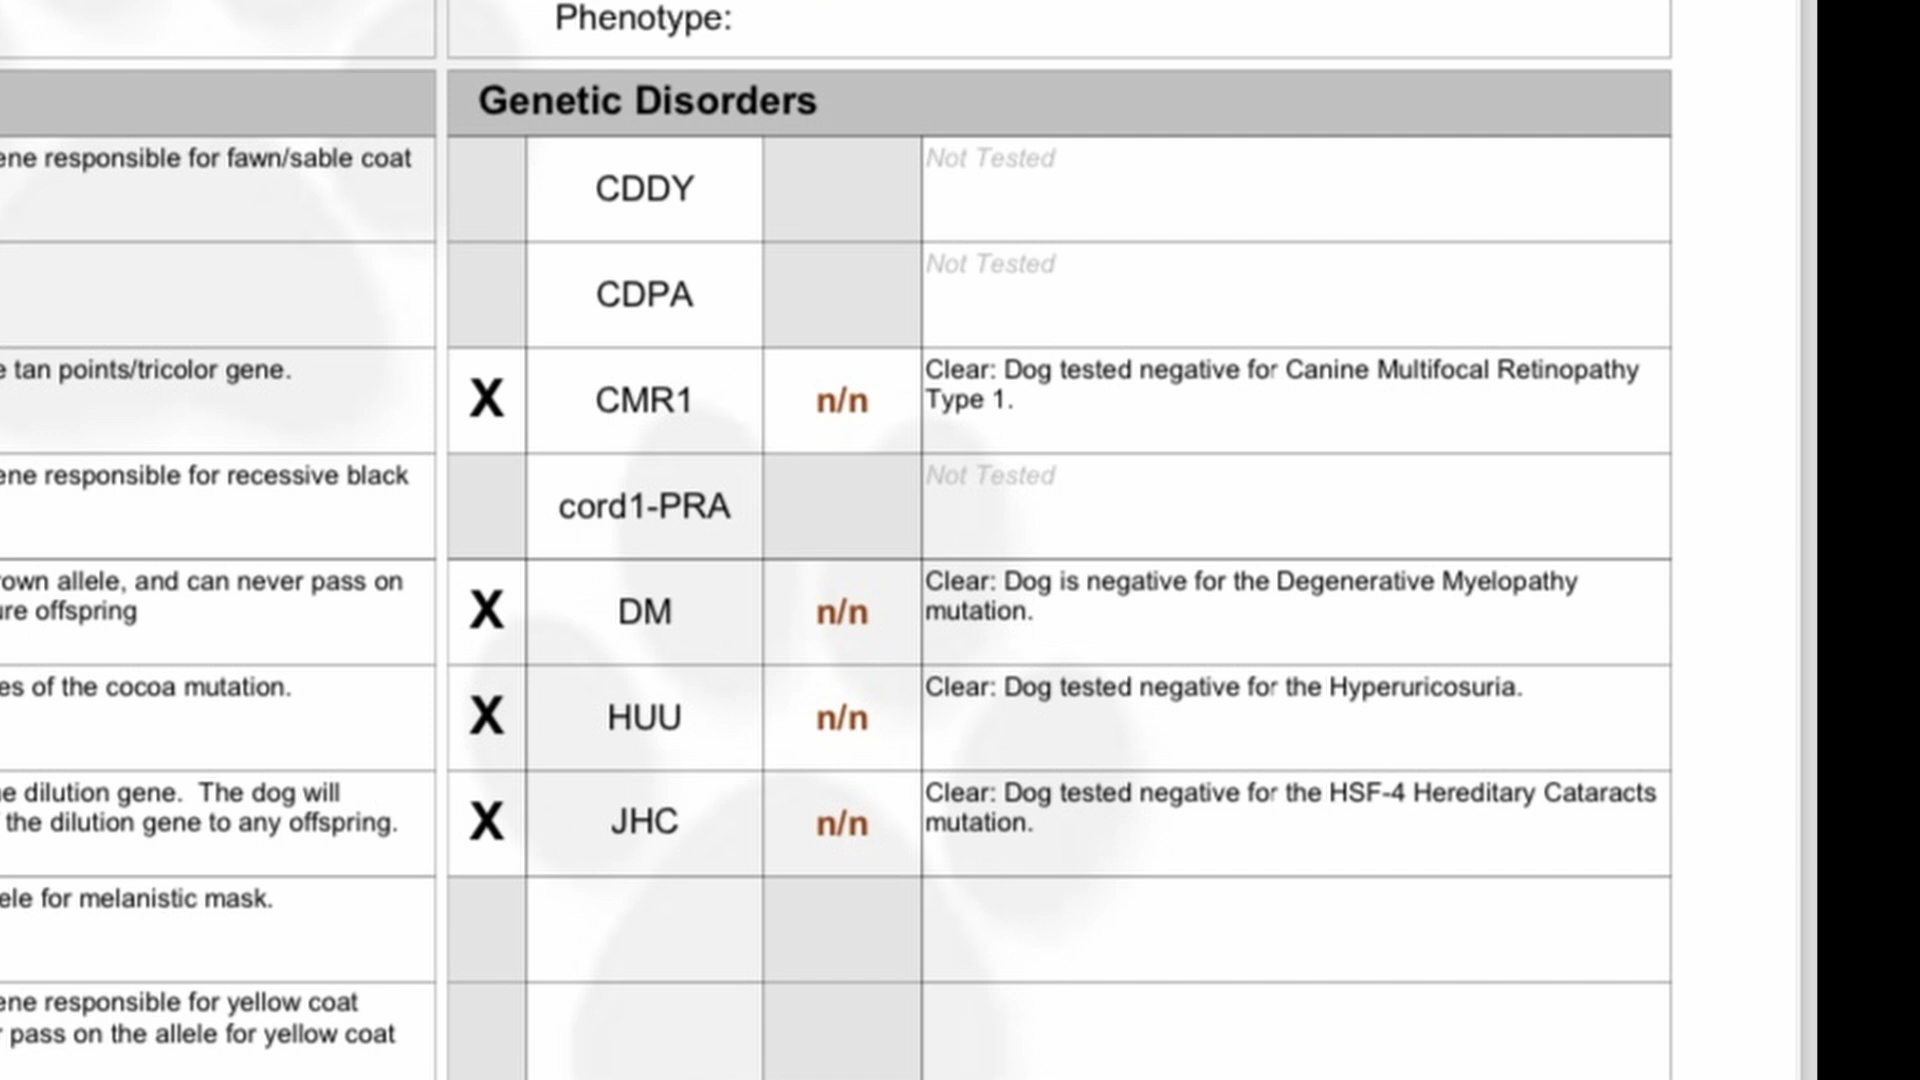 Phenotype:
Genetic Disorders
ene responsible for fawn/sable coat
CDDY
Not Tested
CDPA
Not Tested
e tan points/tricolor gene.
X
CMR1
n/n
Clear: Dog tested negative for Canine Multifocal Retinopathy
Type 1.
ene responsible for recessive black
cord1-PRA
Not Tested
rown allele, and can never pass on
ure offspring
X
DM
n/n
Clear: Dog is negative for the Degenerative Myelopathy
mutation.
es of the cocoa mutation.
X
HUU
n/n
Clear: Dog tested negative for the Hyperuricosuria.
e dilution gene. The dog will
the dilution gene to any offspring.
X
JHC
n/n
Clear: Dog tested negative for the HSF-4 Hereditary Cataracts
mutation.
ele for melanistic mask.
ene responsible for yellow coat
r pass on the allele for yellow coat